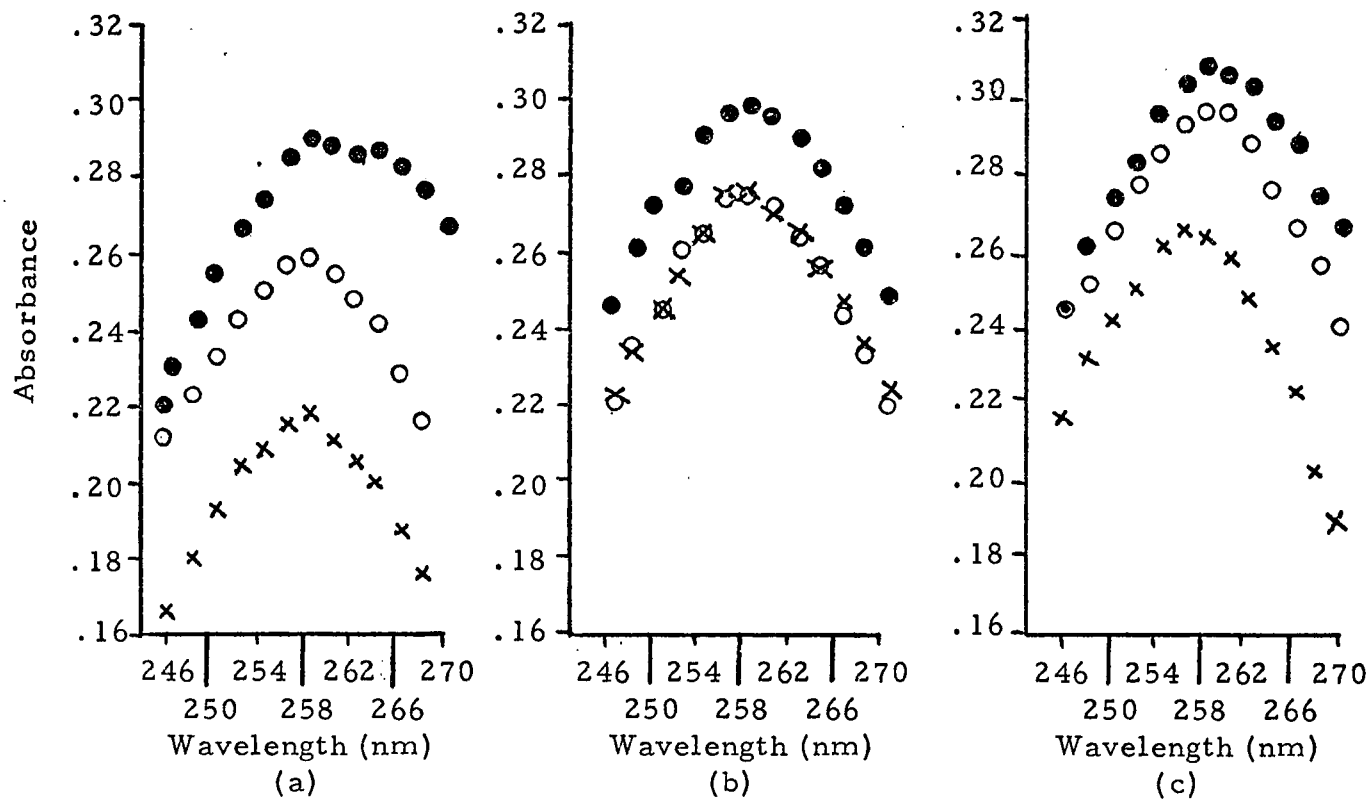 Absorbance
.32
.30
.28
.26
.24
.22
.20
.18
.16
246 254 262 270
250 258 266
Wavelength (nm)
(a)
.32
.30
.28
.26
.24
.22
.20
.18
.16
246 254 262 270
250 258 266
Wavelength (nm)
(b)
.32
.30
.28
.26
.24
.22
.20
.18
.16
246 254 262 270
250 258 266
Wavelength (nm)
(c)